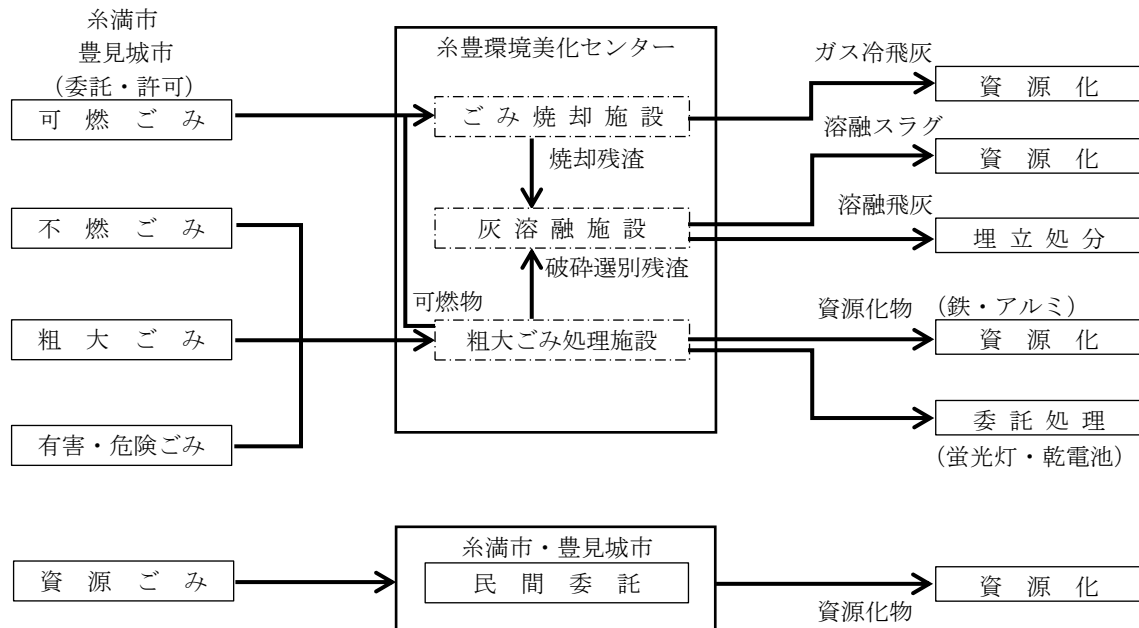 糸満市
豊見城市
(委託・許可)
可燃ごみ
不燃ごみ
粗大ごみ
有害・危険ごみ
糸豊環境美化センター
ごみ焼却施設
焼却残渣
灰溶融施設
破砕選別残渣
可燃物
粗大ごみ処理施設
ガス冷飛灰
資源化
溶融スラグ
資源化
溶融飛灰
埋立処分
資源化物 (鉄・アルミ)
資源化
委託処理
(蛍光灯・乾電池)
資源ごみ
糸満市・豊見城市
民間委託
資源化物
資源化